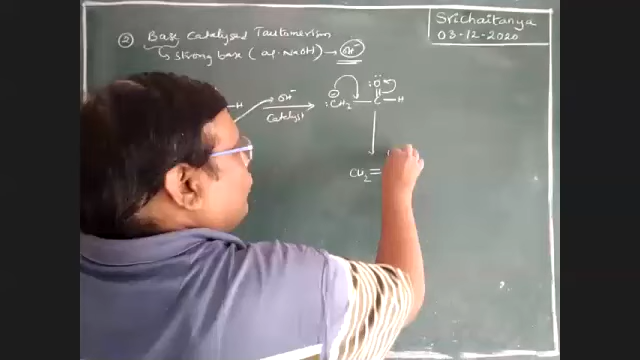 Srichaitanya
03-12-2020
② Base Catalysed Tautomerism
↳ strong base (aq. NaOH) → OH⁻
-H OH⁻ → :CH₂ - C - H
⊖ :O:
Catalyst
CH₂ =